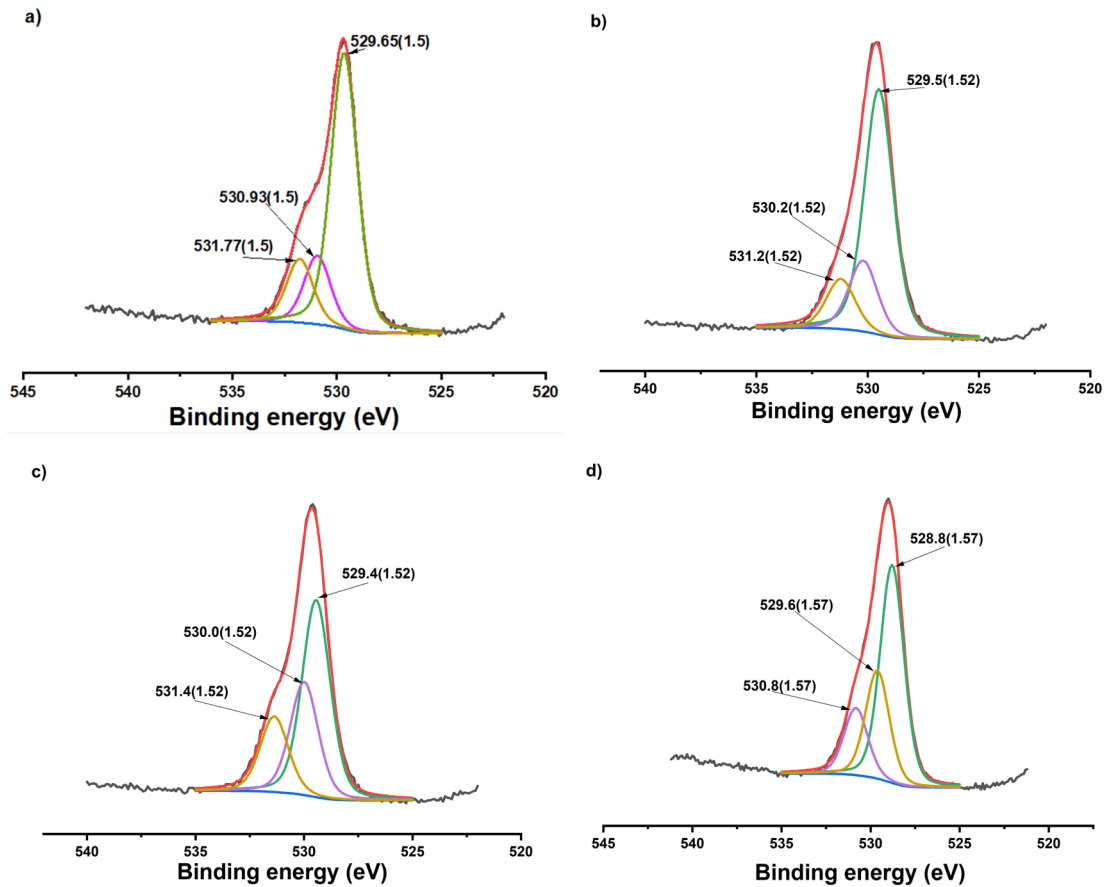 a)
529.65(1.5)
530.93(1.5)
531.77(1.5)
545 540 535 530 525 520
Binding energy (eV)
b)
529.5(1.52)
530.2(1.52)
531.2(1.52)
540 535 530 525 520
Binding energy (eV)
c)
529.4(1.52)
530.0(1.52)
531.4(1.52)
540 535 530 525 520
Binding energy (eV)
d)
528.8(1.57)
529.6(1.57)
530.8(1.57)
545 540 535 530 525 520
Binding energy (eV)